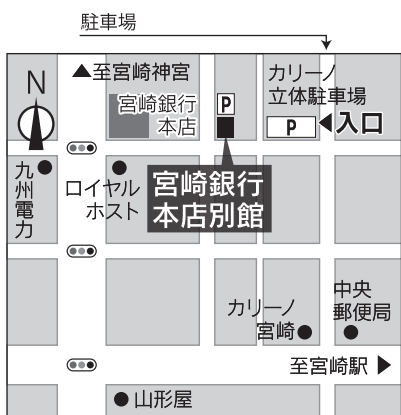 駐車場
N
▲至宮崎神宮
宮崎銀行
本店
P
カリーノ
立体駐車場
P
◀入口
九州電力
ロイヤル
ホスト
宮崎銀行
本店別館
カリーノ
宮崎
中央
郵便局
至宮崎駅 ▶
山形屋